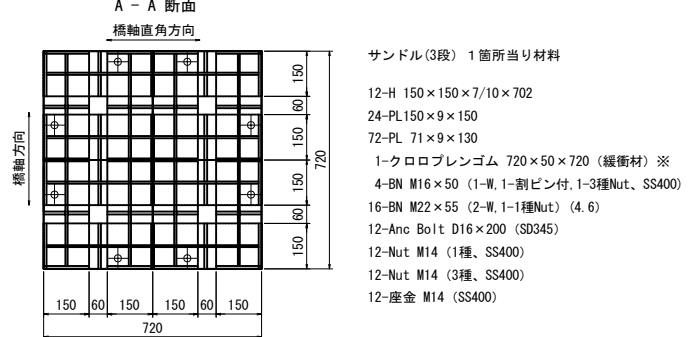 A - A 断面
橋軸直角方向
橋軸方向
150
60
150
150
60
150
720
150
60
150
150
60
150
720
サンドル(3段) 1箇所当り材料
12-H 150×150×7/10×702
24-PL150×9×150
72-PL 71×9×130
1-クロロプレンゴム 720×50×720 (緩衝材)※
4-BN M16×50 (1-W,1-割ピン付,1-3種Nut、SS400)
16-BN M22×55 (2-W,1-1種Nut) (4.6)
12-Anc Bolt D16×200 (SD345)
12-Nut M14 (1種、SS400)
12-Nut M14 (3種、SS400)
12-座金 M14 (SS400)